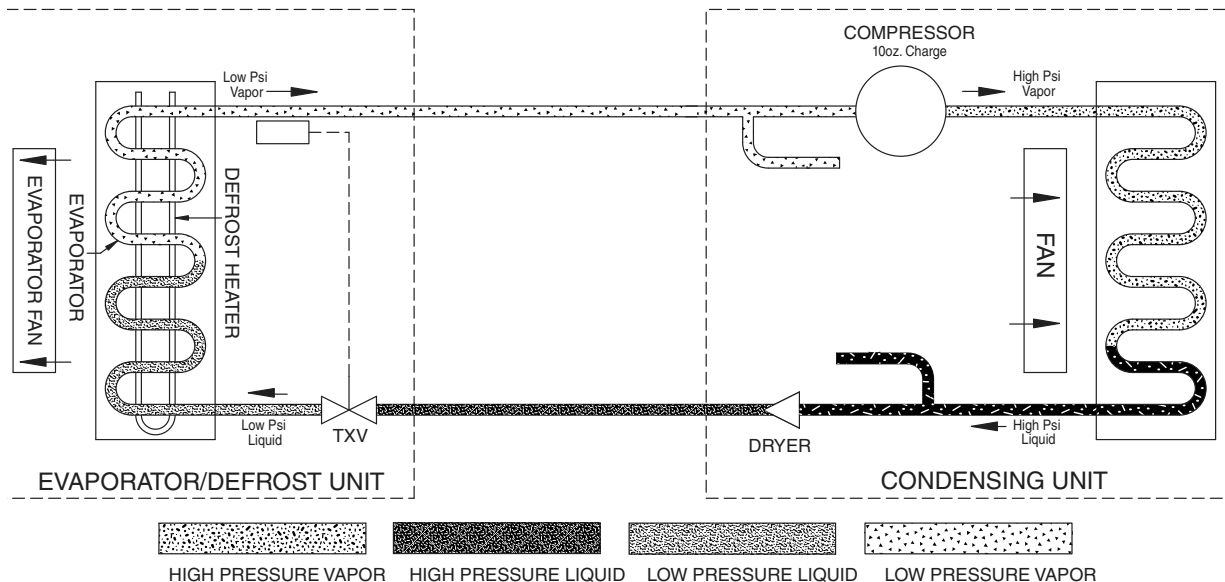 COMPRESSOR
10oz. Charge
Low Psi
Vapor
High Psi
Vapor
EVAPORATOR FAN
EVAPORATOR
DEFROST HEATER
FAN
TXV
Low Psi
Liquid
DRYER
High Psi
Liquid
EVAPORATOR/DEFROST UNIT
CONDENSING UNIT
HIGH PRESSURE VAPOR
HIGH PRESSURE LIQUID
LOW PRESSURE LIQUID
LOW PRESSURE VAPOR